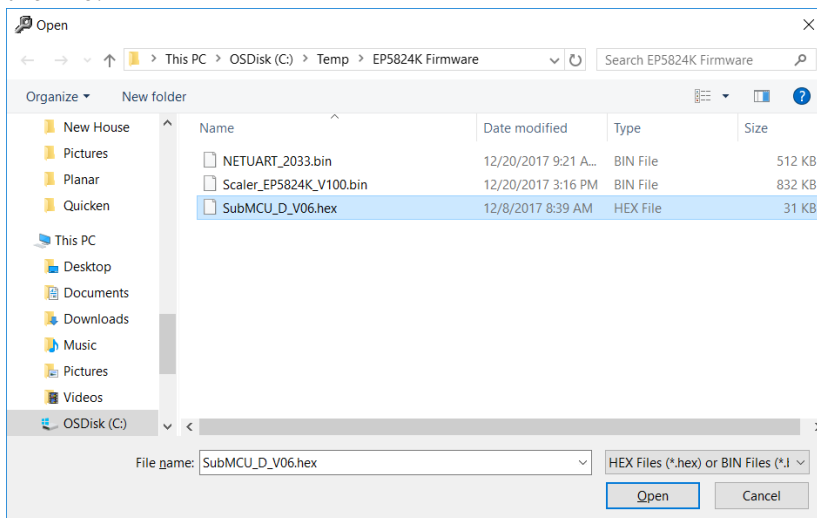 Open
This PC > OSDisk (C:) > Temp > EP5824K Firmware
Search EP5824K Firmware
Organize
New folder
Name
Date modified
Type
Size
New House
Pictures
Planar
Quicken
This PC
Desktop
Documents
Downloads
Music
Pictures
Videos
OSDisk (C:)
NETUART_2033.bin 12/20/2017 9:21 A... BIN File 512 KB
Scaler_EP5824K_V100.bin 12/20/2017 3:16 PM BIN File 832 KB
SubMCU_D_V06.hex 12/8/2017 8:39 AM HEX File 31 KB
File name: SubMCU_D_V06.hex
HEX Files (*.hex) or BIN Files (*.
Open
Cancel